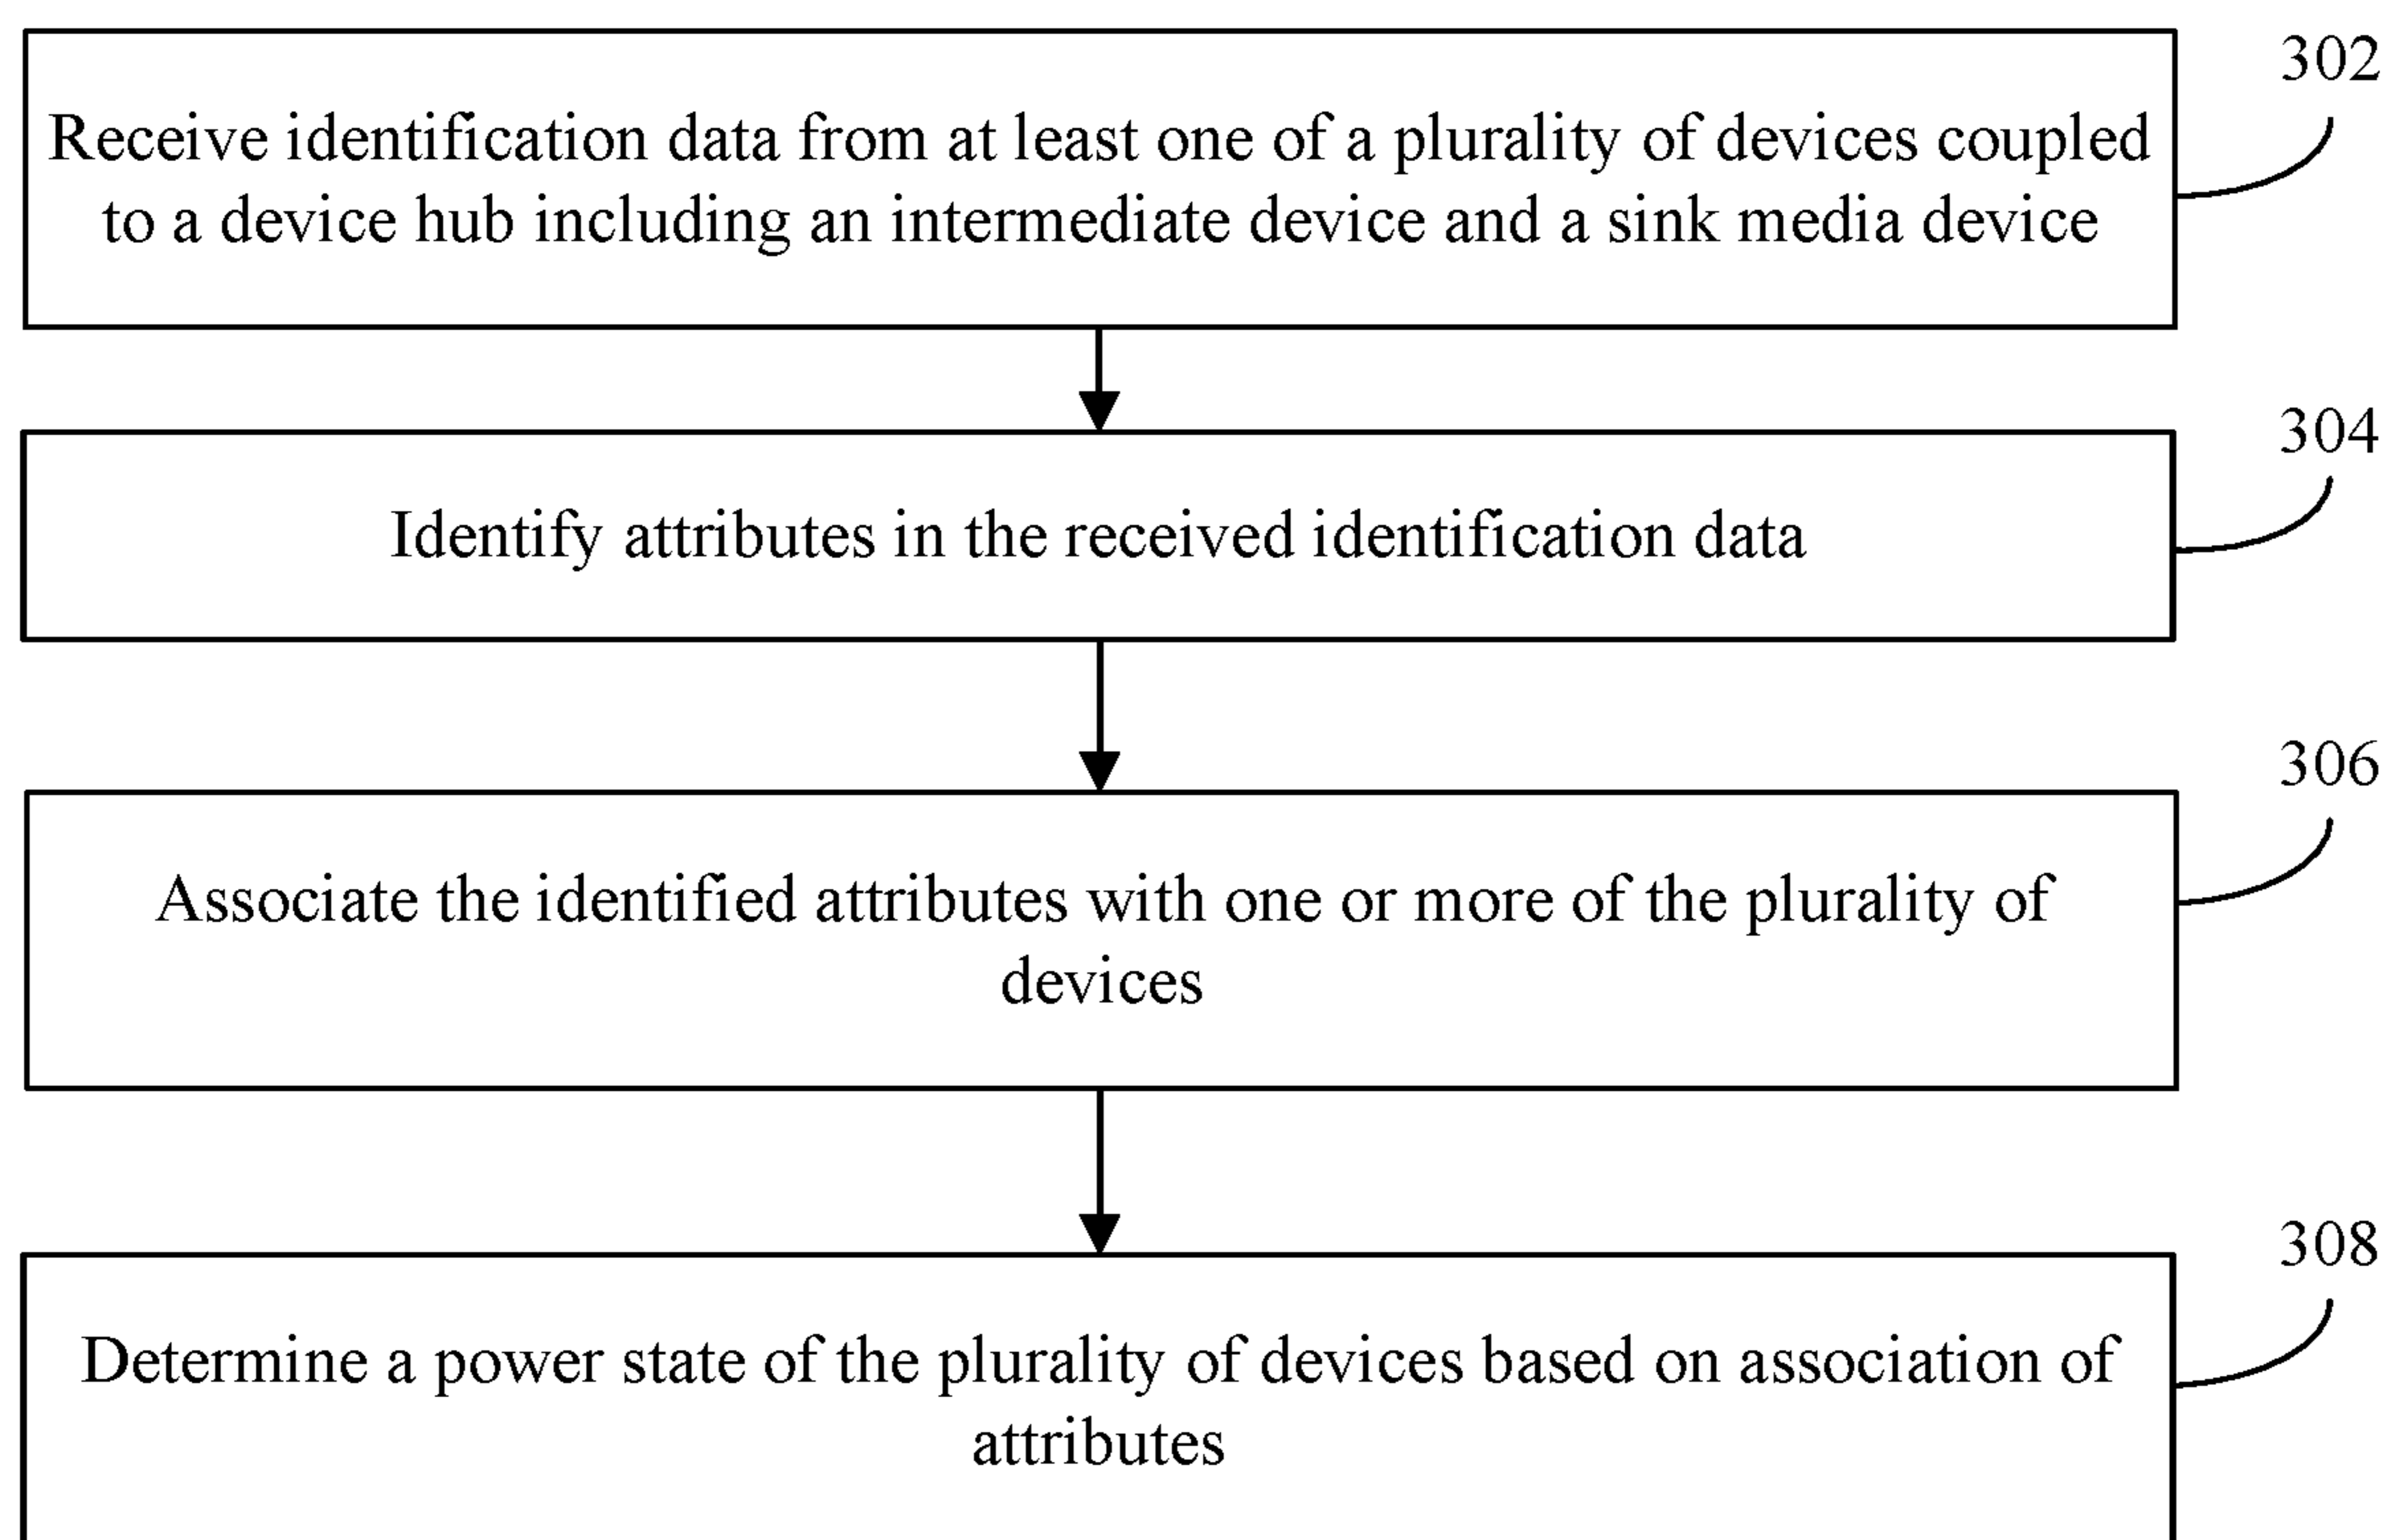 302
Receive identification data from at least one of a plurality of devices coupled
to a device hub including an intermediate device and a sink media device
304
Identify attributes in the received identification data
306
Associate the identified attributes with one or more of the plurality of
devices
308
Determine a power state of the plurality of devices based on association of
attributes